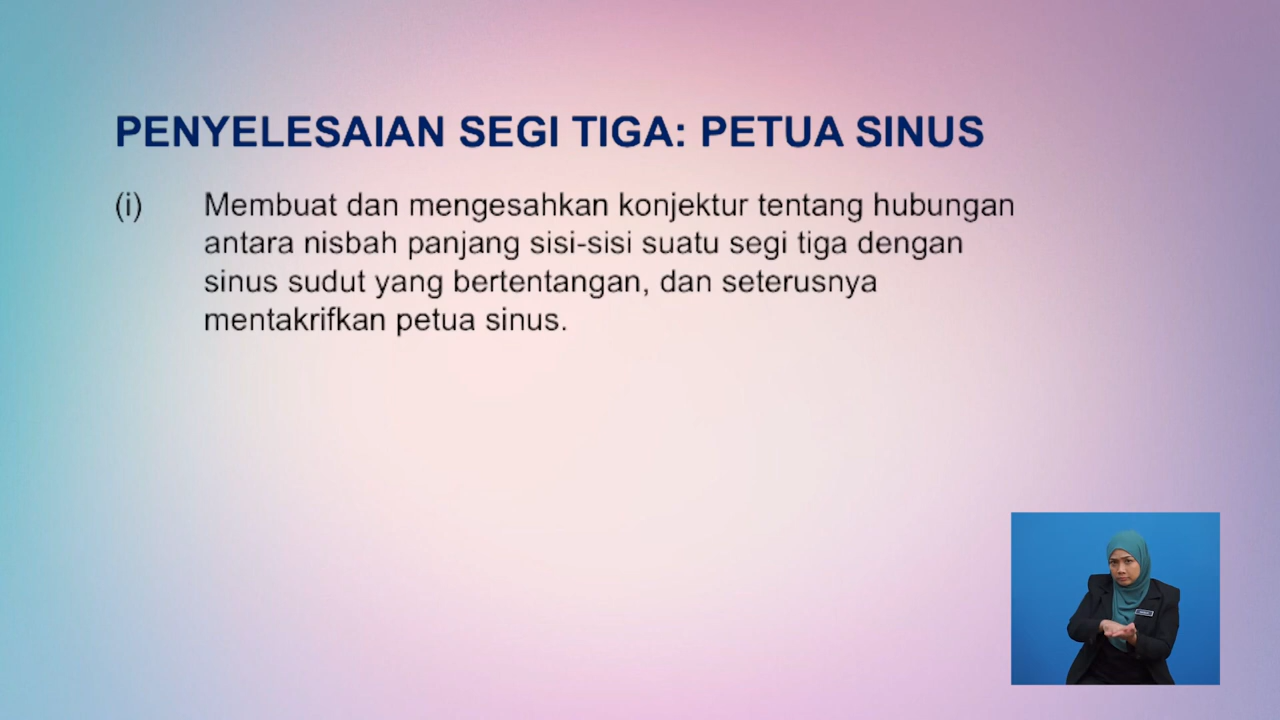 PENYELESAIAN SEGI TIGA: PETUA SINUS
(i) Membuat dan mengesahkan konjektur tentang hubungan
antara nisbah panjang sisi-sisi suatu segi tiga dengan
sinus sudut yang bertentangan, dan seterusnya
mentakrifkan petua sinus.